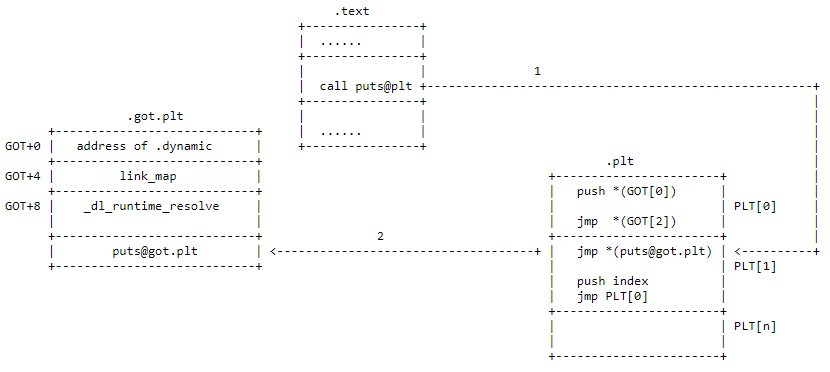 .text
......
1
call puts@plt
.got.plt
......
GOT+0 address of .dynamic
.plt
GOT+4 link_map
push *(GOT[0])
GOT+8 _dl_runtime_resolve
PLT[0]
jmp *(GOT[2])
2
puts@got.plt
jmp *(puts@got.plt)
PLT[1]
push index
jmp PLT[0]
PLT[n]